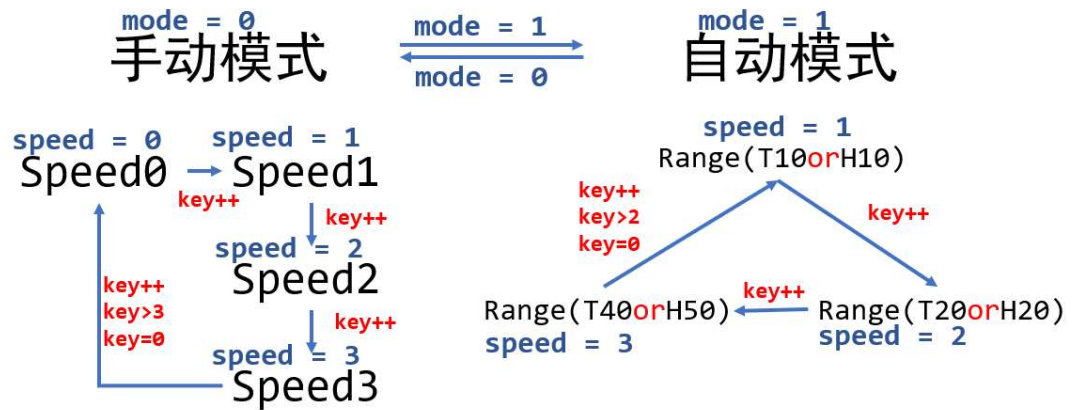 mode = 0
手动模式
mode = 1
mode = 0
mode = 1
自动模式
speed = 0
Speed0
key++
speed = 1
Speed1
key++
speed = 2
Speed2
key++
speed = 3
Speed3
key++
key>3
key=0
speed = 1
Range(T10orH10)
key++
speed = 2
Range(T20orH20)
key++
Range(T40orH50)
speed = 3
key++
key>2
key=0